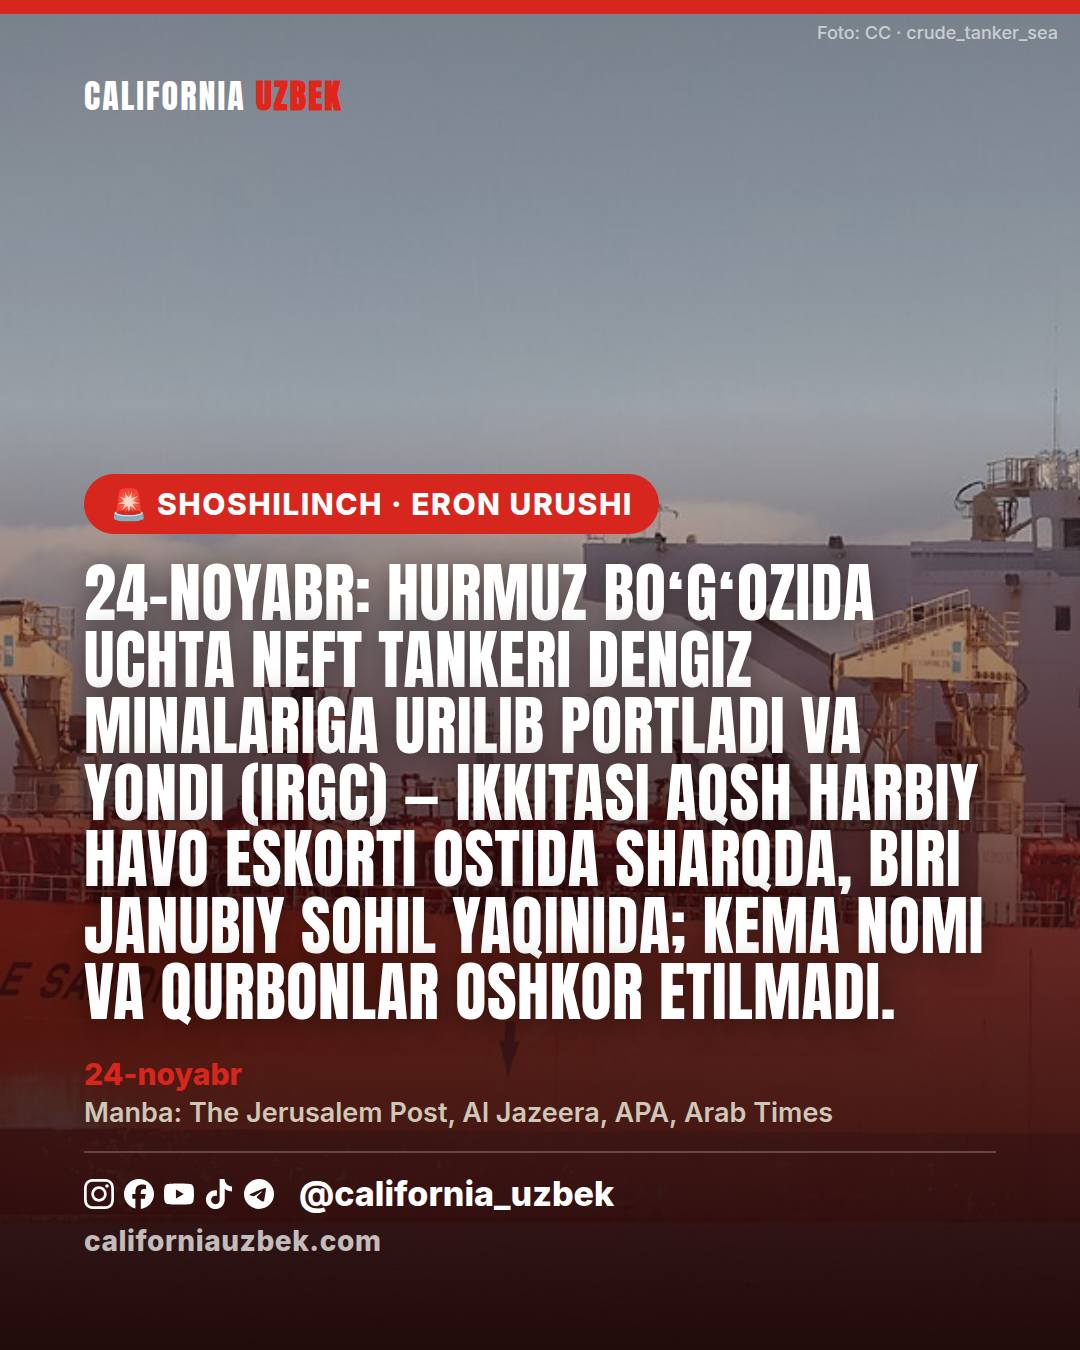 Foto: CC · crude_tanker_sea
CALIFORNIA UZBEK
🚨 SHOSHILINCH · ERON URUSHI
24-NOYABR: HURMUZ BOʻGʻOZIDA
UCHTA NEFT TANKERI DENGIZ
MINALARIGA URILIB PORTLADI VA
YONDI (IRGC) — IKKITASI AQSH HARBIY
HAVO ESKORTI OSTIDA SHARQDA, BIRI
JANUBIY SOHIL YAQINIDA; KEMA NOMI
VA QURBONLAR OSHKOR ETILMADI.
24-noyabr
Manba: The Jerusalem Post, Al Jazeera, APA, Arab Times
@california_uzbek
californiauzbek.com